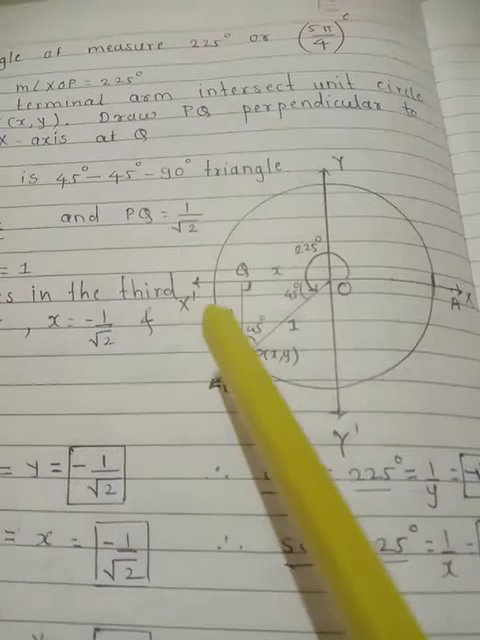 gle of measure 225° or (5π/4)ᶜ
m∠XOP = 225°
terminal arm intersect unit circle
(x,y). Draw PQ perpendicular to
X-axis at Q
is 45°-45°-90° triangle
and PQ = 1/√2
= 1
s in the third
, x = -1/√2 &
Y
225°
Q x
X'
45° O
A X
45° 1
(x,y)
Y'
= y = -1/√2 ∴ 225° = 1/y = -
= x = -1/√2 ∴ 25° = 1/x = -